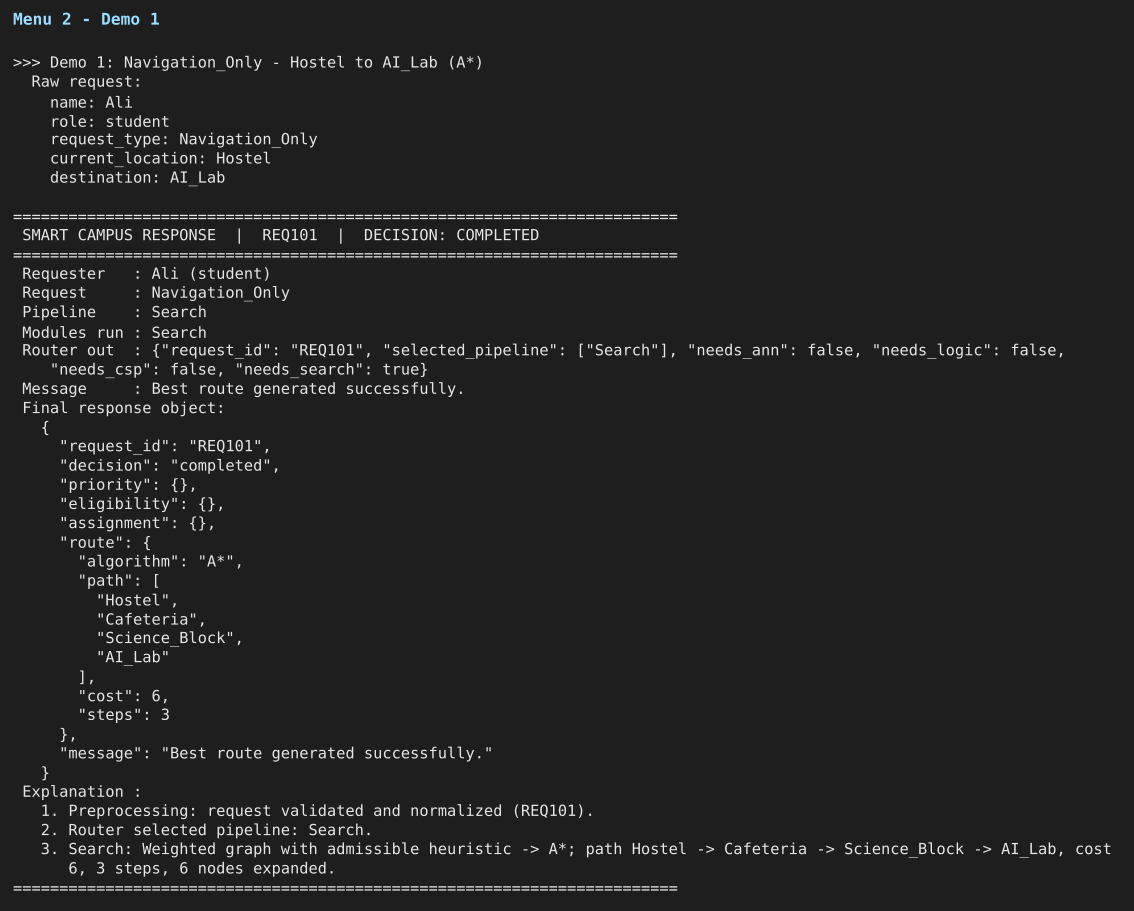 Menu 2 - Demo 1
>>> Demo 1: Navigation_Only - Hostel to AI_Lab (A*)
Raw request:
name: Ali
role: student
request_type: Navigation_Only
current_location: Hostel
destination: AI_Lab
========================================================================
SMART CAMPUS RESPONSE  |  REQ101  |  DECISION: COMPLETED
========================================================================
Requester   : Ali (student)
Request     : Navigation_Only
Pipeline    : Search
Modules run : Search
Router out  : {"request_id": "REQ101", "selected_pipeline": ["Search"], "needs_ann": false, "needs_logic": false,
"needs_csp": false, "needs_search": true}
Message     : Best route generated successfully.
Final response object:
{
"request_id": "REQ101",
"decision": "completed",
"priority": {},
"eligibility": {},
"assignment": {},
"route": {
"algorithm": "A*",
"path": [
"Hostel",
"Cafeteria",
"Science_Block",
"AI_Lab"
],
"cost": 6,
"steps": 3
},
"message": "Best route generated successfully."
}
Explanation :
1. Preprocessing: request validated and normalized (REQ101).
2. Router selected pipeline: Search.
3. Search: Weighted graph with admissible heuristic -> A*; path Hostel -> Cafeteria -> Science_Block -> AI_Lab, cost
6, 3 steps, 6 nodes expanded.
========================================================================